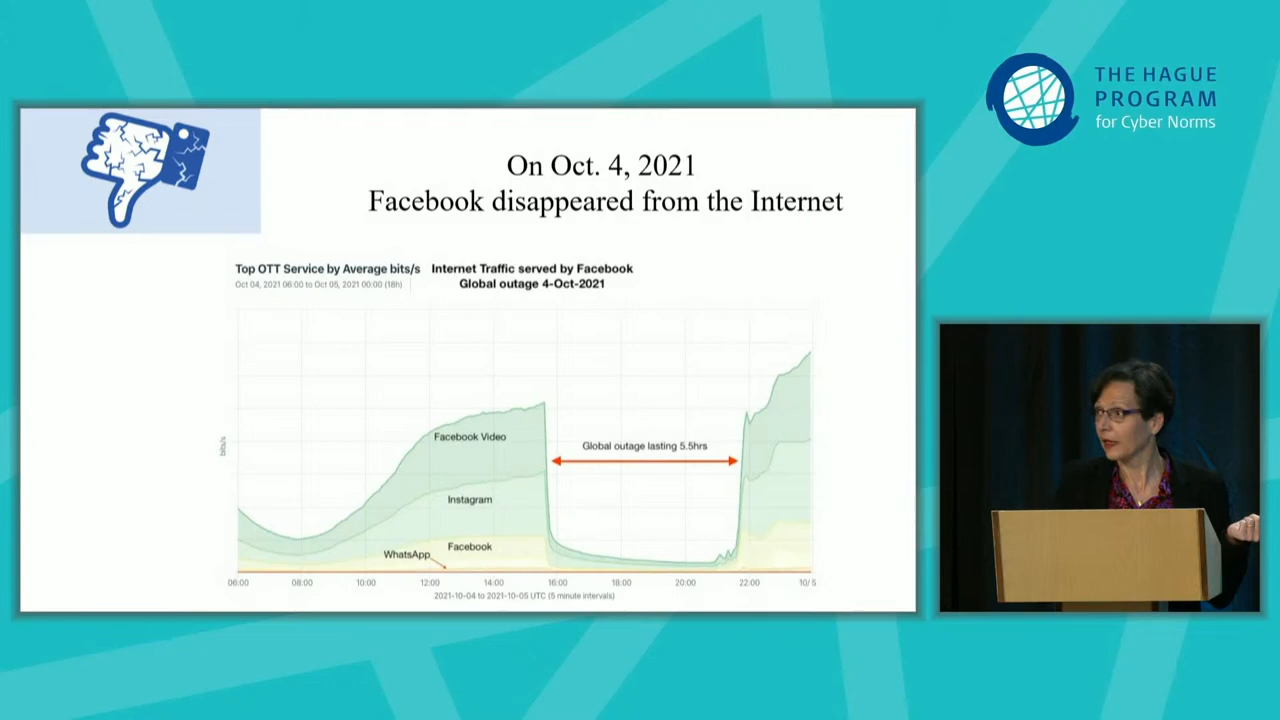 THE HAGUE
PROGRAM
for Cyber Norms
On Oct. 4, 2021
Facebook disappeared from the Internet
Top OTT Service by Average bits/s
Oct 04, 2021 06:00 to Oct 05, 2021 00:00 (18h)
Internet Traffic served by Facebook
Global outage 4-Oct-2021
bits/s
Facebook Video
Global outage lasting 5.5hrs
Instagram
Facebook
WhatsApp
06:00 08:00 10:00 12:00 14:00 16:00 18:00 20:00 22:00 10/5
2021-10-04 to 2021-10-05 UTC (5 minute intervals)